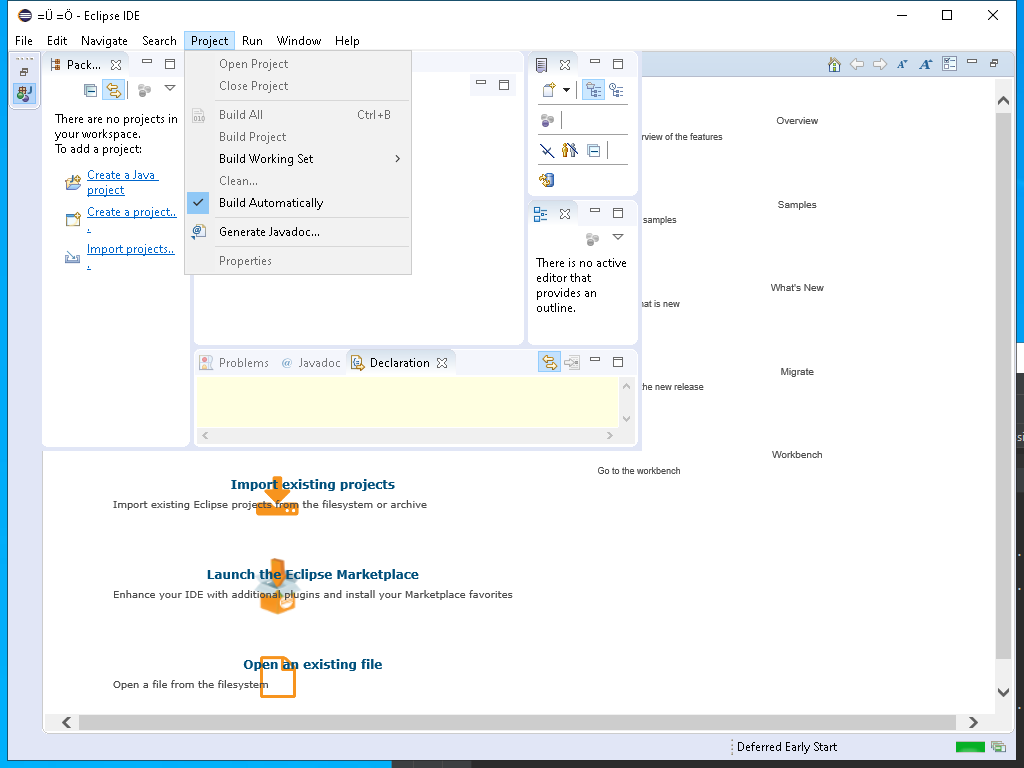 =Ü =Ö - Eclipse IDE
File Edit Navigate Search Project Run Window Help
Pack...
There are no projects in
your workspace.
To add a project:
Create a Java
project
Create a project..
.
Import projects..
.
Open Project
Close Project
Build All Ctrl+B
Build Project
Build Working Set
Clean...
Build Automatically
Generate Javadoc...
Properties
There is no active
editor that
provides an
outline.
Problems @ Javadoc Declaration
Overview
view of the features
Samples
samples
What's New
at is new
Migrate
the new release
Workbench
Go to the workbench
Import existing projects
Import existing Eclipse projects from the filesystem or archive
Launch the Eclipse Marketplace
Enhance your IDE with additional plugins and install your Marketplace favorites
Open an existing file
Open a file from the filesystem
Deferred Early Start